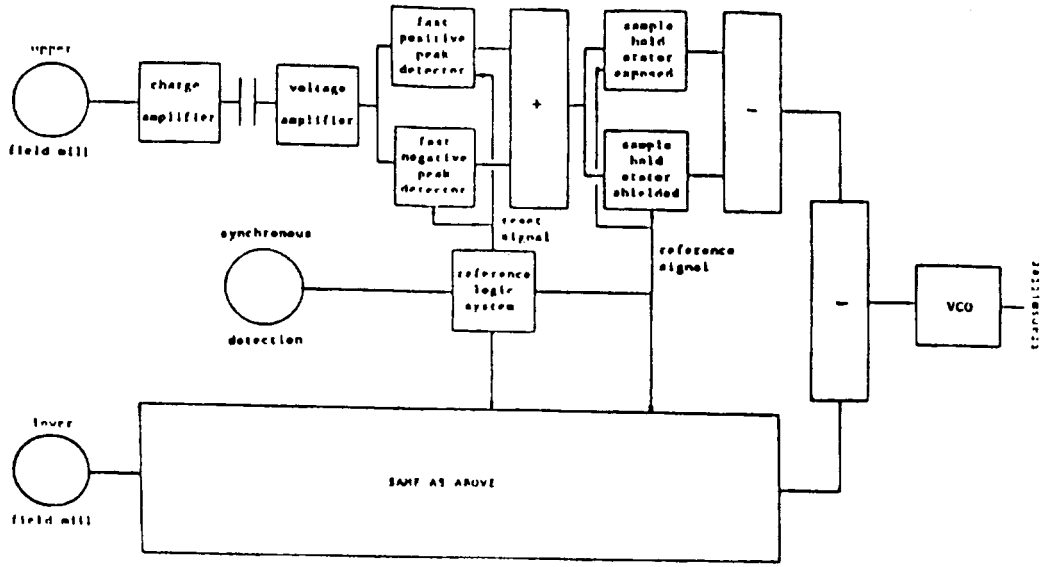 upper
field mill
charge
amplifier
voltage
amplifier
fast
positive
peak
detector
fast
negative
peak
detector
+
sample
hold
stator
exposed
sample
hold
stator
shielded
-
reset
signal
reference
signal
synchronous
detection
reference
logic
system
-
VCO
transmitter
lower
field mill
SAME AS ABOVE